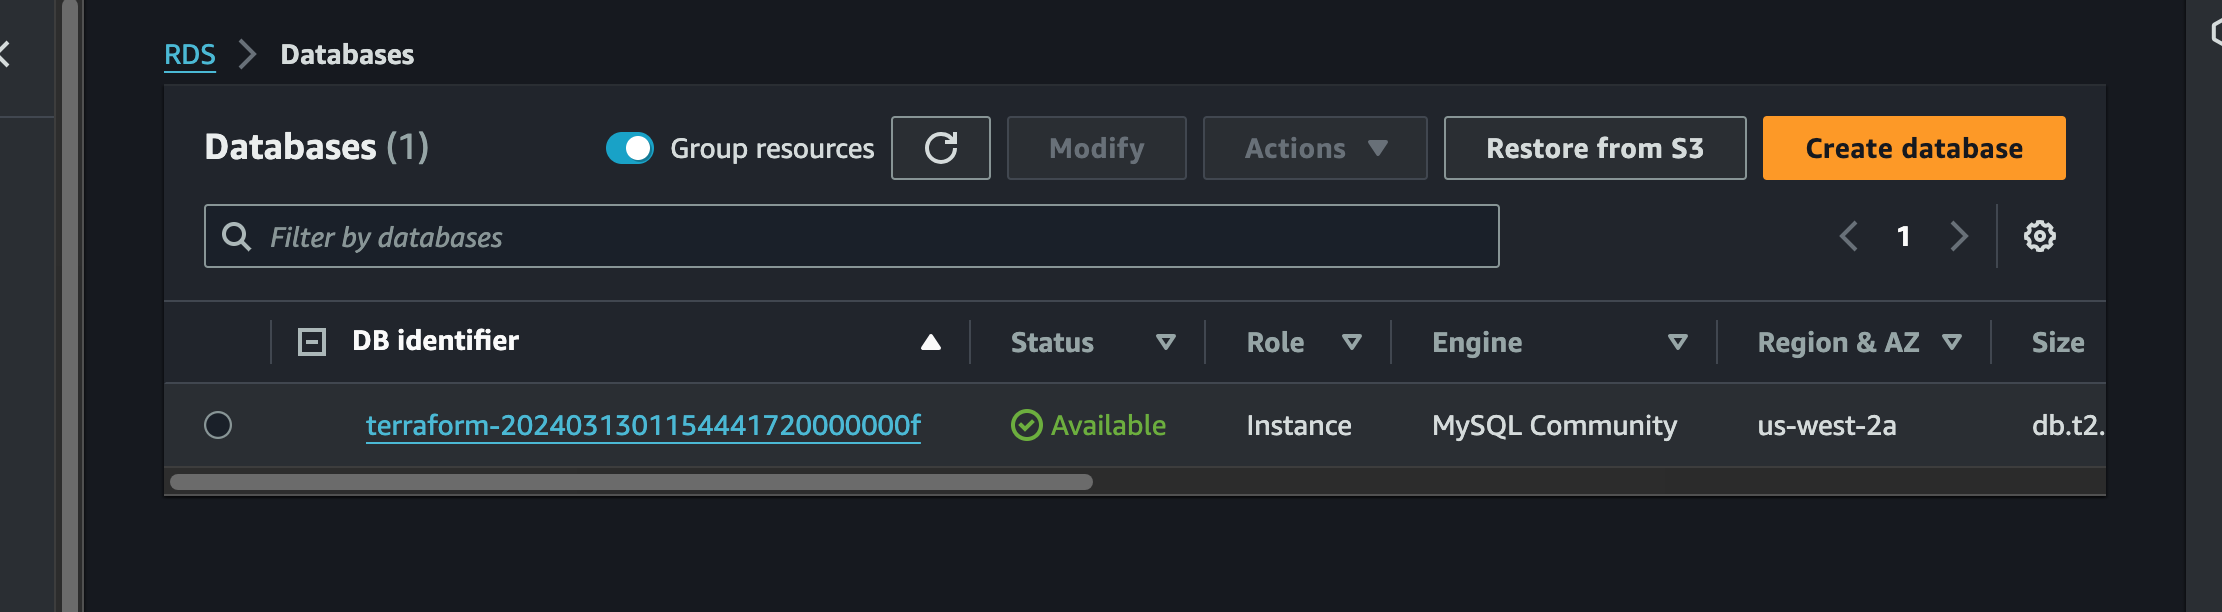 RDS > Databases
Databases (1) Group resources Modify Actions Restore from S3 Create database
Filter by databases 1
DB identifier Status Role Engine Region & AZ Size
terraform-20240313011544417200000000f Available Instance MySQL Community us-west-2a db.t2.